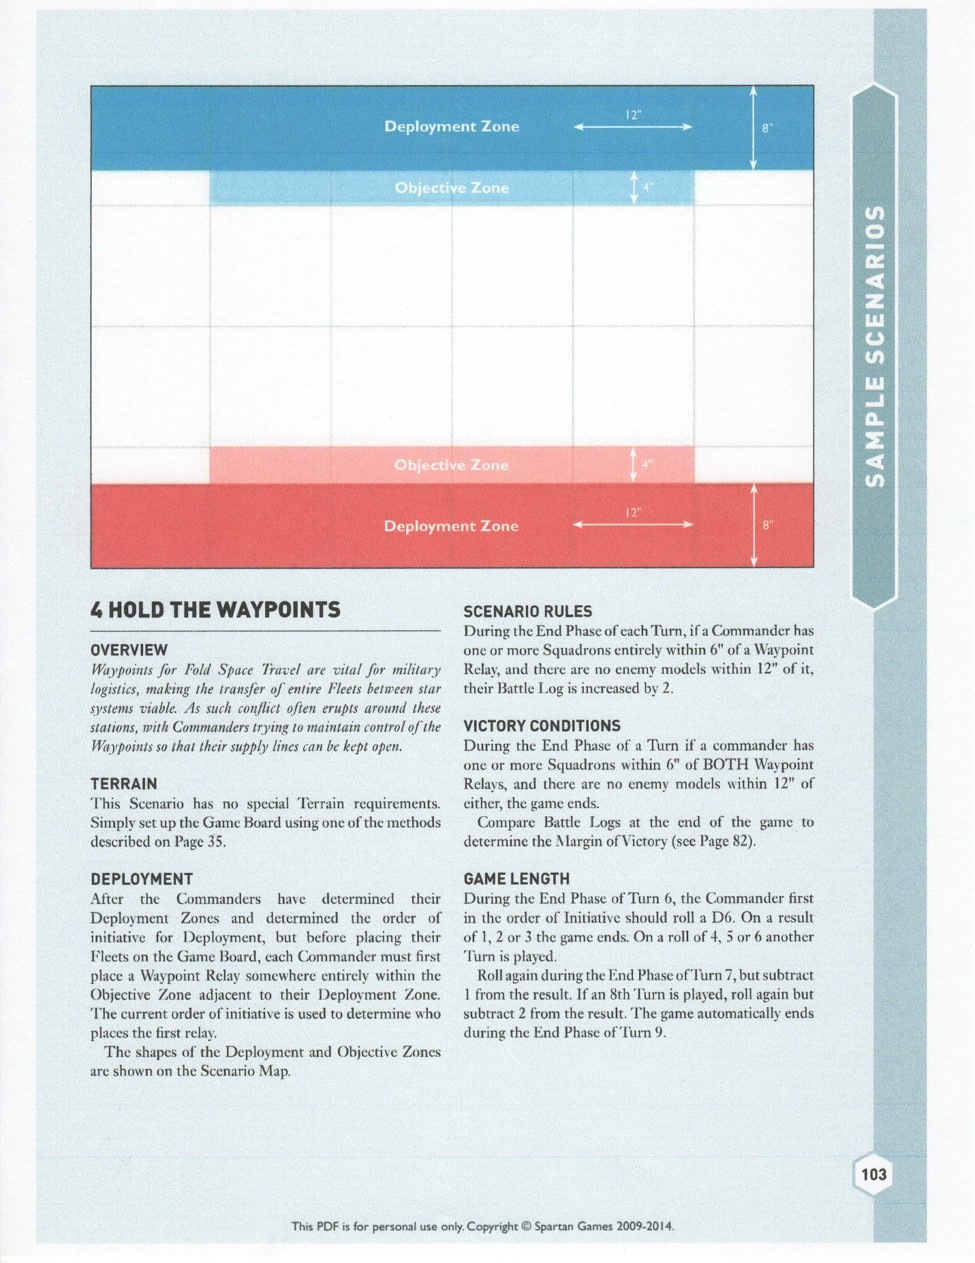 Deployment Zone
12"
8"
Objective Zone
4"
Objective Zone
4"
Deployment Zone
12"
8"
SAMPLE SCENARIOS
4 HOLD THE WAYPOINTS
OVERVIEW
Waypoints for Fold Space Travel are vital for military
logistics, making the transfer of entire Fleets between star
systems viable. As such conflict often erupts around these
stations, with Commanders trying to maintain control of the
Waypoints so that their supply lines can be kept open.
TERRAIN
This Scenario has no special Terrain requirements.
Simply set up the Game Board using one of the methods
described on Page 35.
DEPLOYMENT
After the Commanders have determined their
Deployment Zones and determined the order of
initiative for Deployment, but before placing their
Fleets on the Game Board, each Commander must first
place a Waypoint Relay somewhere entirely within the
Objective Zone adjacent to their Deployment Zone.
The current order of initiative is used to determine who
places the first relay.
The shapes of the Deployment and Objective Zones
are shown on the Scenario Map.
SCENARIO RULES
During the End Phase of each Turn, if a Commander has
one or more Squadrons entirely within 6" of a Waypoint
Relay, and there are no enemy models within 12" of it,
their Battle Log is increased by 2.
VICTORY CONDITIONS
During the End Phase of a Turn if a commander has
one or more Squadrons within 6" of BOTH Waypoint
Relays, and there are no enemy models within 12" of
either, the game ends.
Compare Battle Logs at the end of the game to
determine the Margin of Victory (see Page 82).
GAME LENGTH
During the End Phase of Turn 6, the Commander first
in the order of Initiative should roll a D6. On a result
of 1, 2 or 3 the game ends. On a roll of 4, 5 or 6 another
Turn is played.
Roll again during the End Phase of Turn 7, but subtract
1 from the result. If an 8th Turn is played, roll again but
subtract 2 from the result. The game automatically ends
during the End Phase of Turn 9.
103
This PDF is for personal use only. Copyright © Spartan Games 2009-2014.